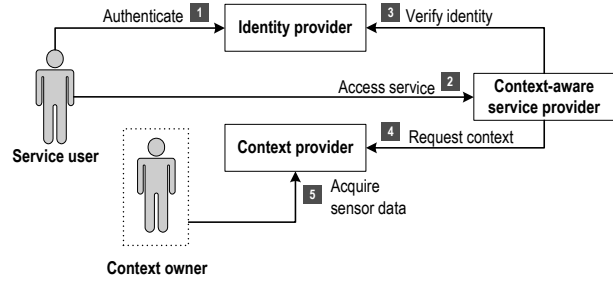 Authenticate 1
Identity provider
3 Verify identity
Access service 2
Context-aware
service provider
Service user
Context provider
4 Request context
5 Acquire
sensor data
Context owner